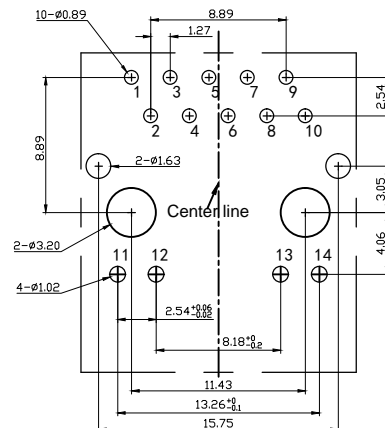 8.89
10-ø0.89
1.27
1 3 5 7 9
2 4 6 8 10
2.54
8.89
2-ø1.63
3.05
Center line
2-ø3.20
4.06
11 12 13 14
4-ø1.02
2.54 +0.06 -0.02
8.18 +0 -0.2
11.43
13.26 +0 -0.1
15.75